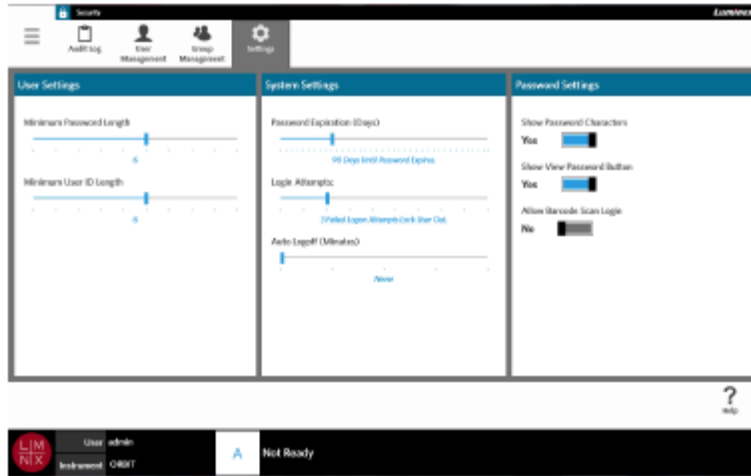 Security
Luminex
Audit Log
User Management
Group Management
Settings
User Settings
Minimum Password Length
6
Minimum User ID Length
6
System Settings
Password Expiration (Days)
90 Days Until Password Expires.
Login Attempts:
3 Failed Logon Attempts Lock User Out.
Auto Logoff (Minutes)
Never
Password Settings
Show Password Characters
Yes
Show View Password Button
Yes
Allow Barcode Scan Login
No
?
Help
LM
NX
User admin
Instrument ORBIT
A
Not Ready